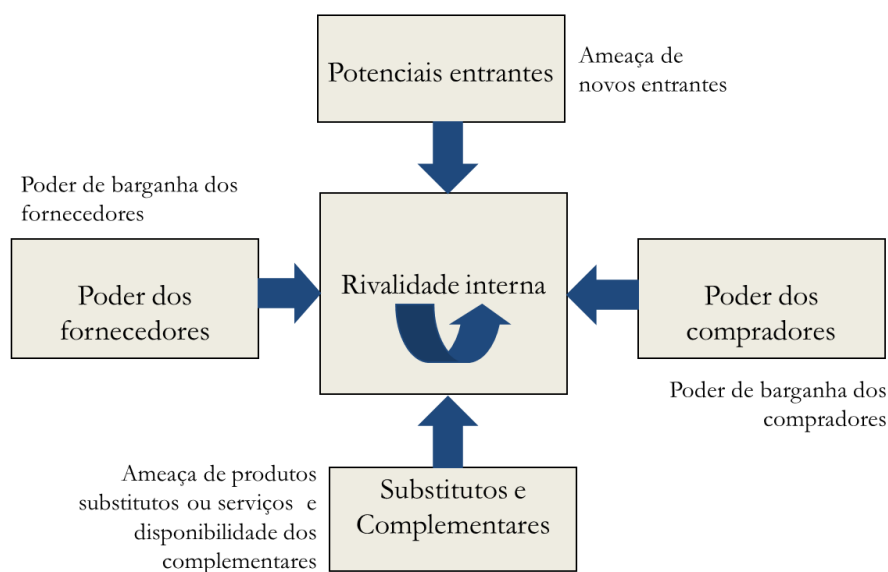 Potenciais entrantes
Ameaça de
novos entrantes
Poder de barganha dos
fornecedores
Poder dos
fornecedores
Rivalidade interna
Poder dos
compradores
Poder de barganha dos
compradores
Ameaça de produtos
substitutos ou serviços e
disponibilidade dos
complementares
Substitutos e
Complementares